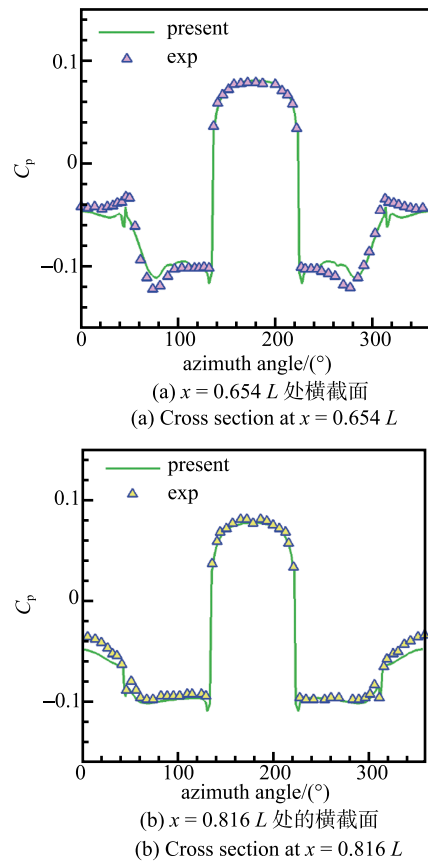 present
exp
0.1
0
−0.1
C_p
0 100 200 300
azimuth angle/(°)
(a) x = 0.654 L 处横截面
(a) Cross section at x = 0.654 L
present
exp
0.1
0
−0.1
C_p
0 100 200 300
azimuth angle/(°)
(b) x = 0.816 L 处的横截面
(b) Cross section at x = 0.816 L